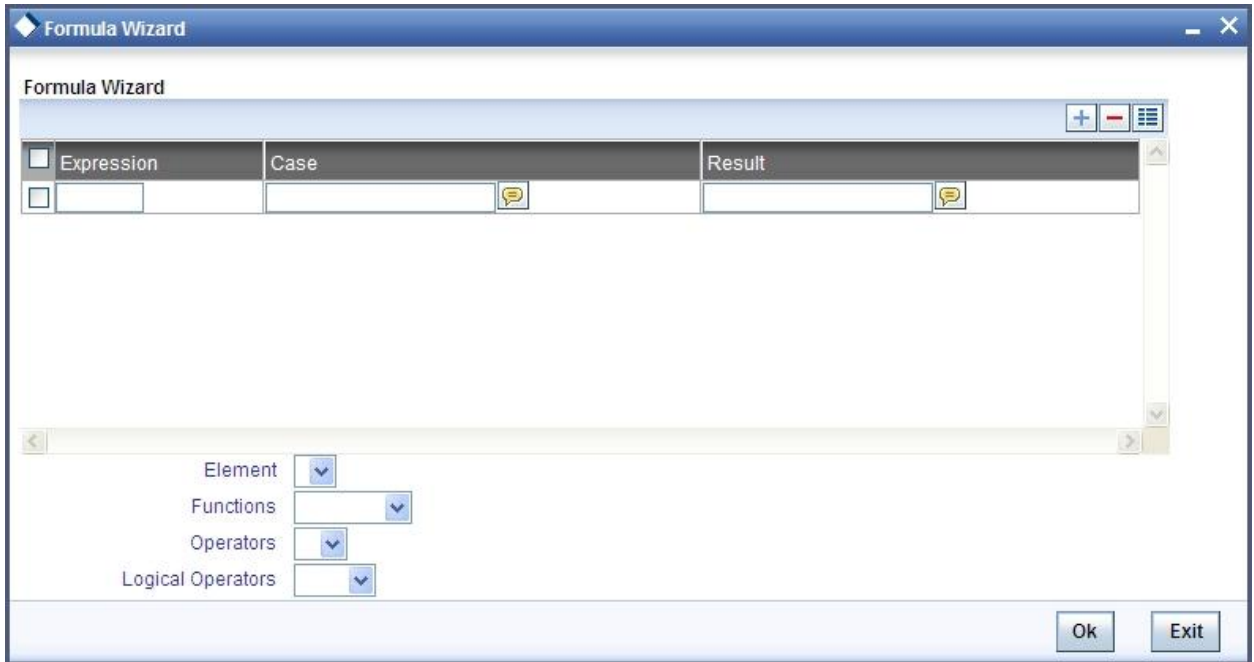 Formula Wizard
Formula Wizard
Expression Case Result
Element
Functions
Operators
Logical Operators
Ok Exit